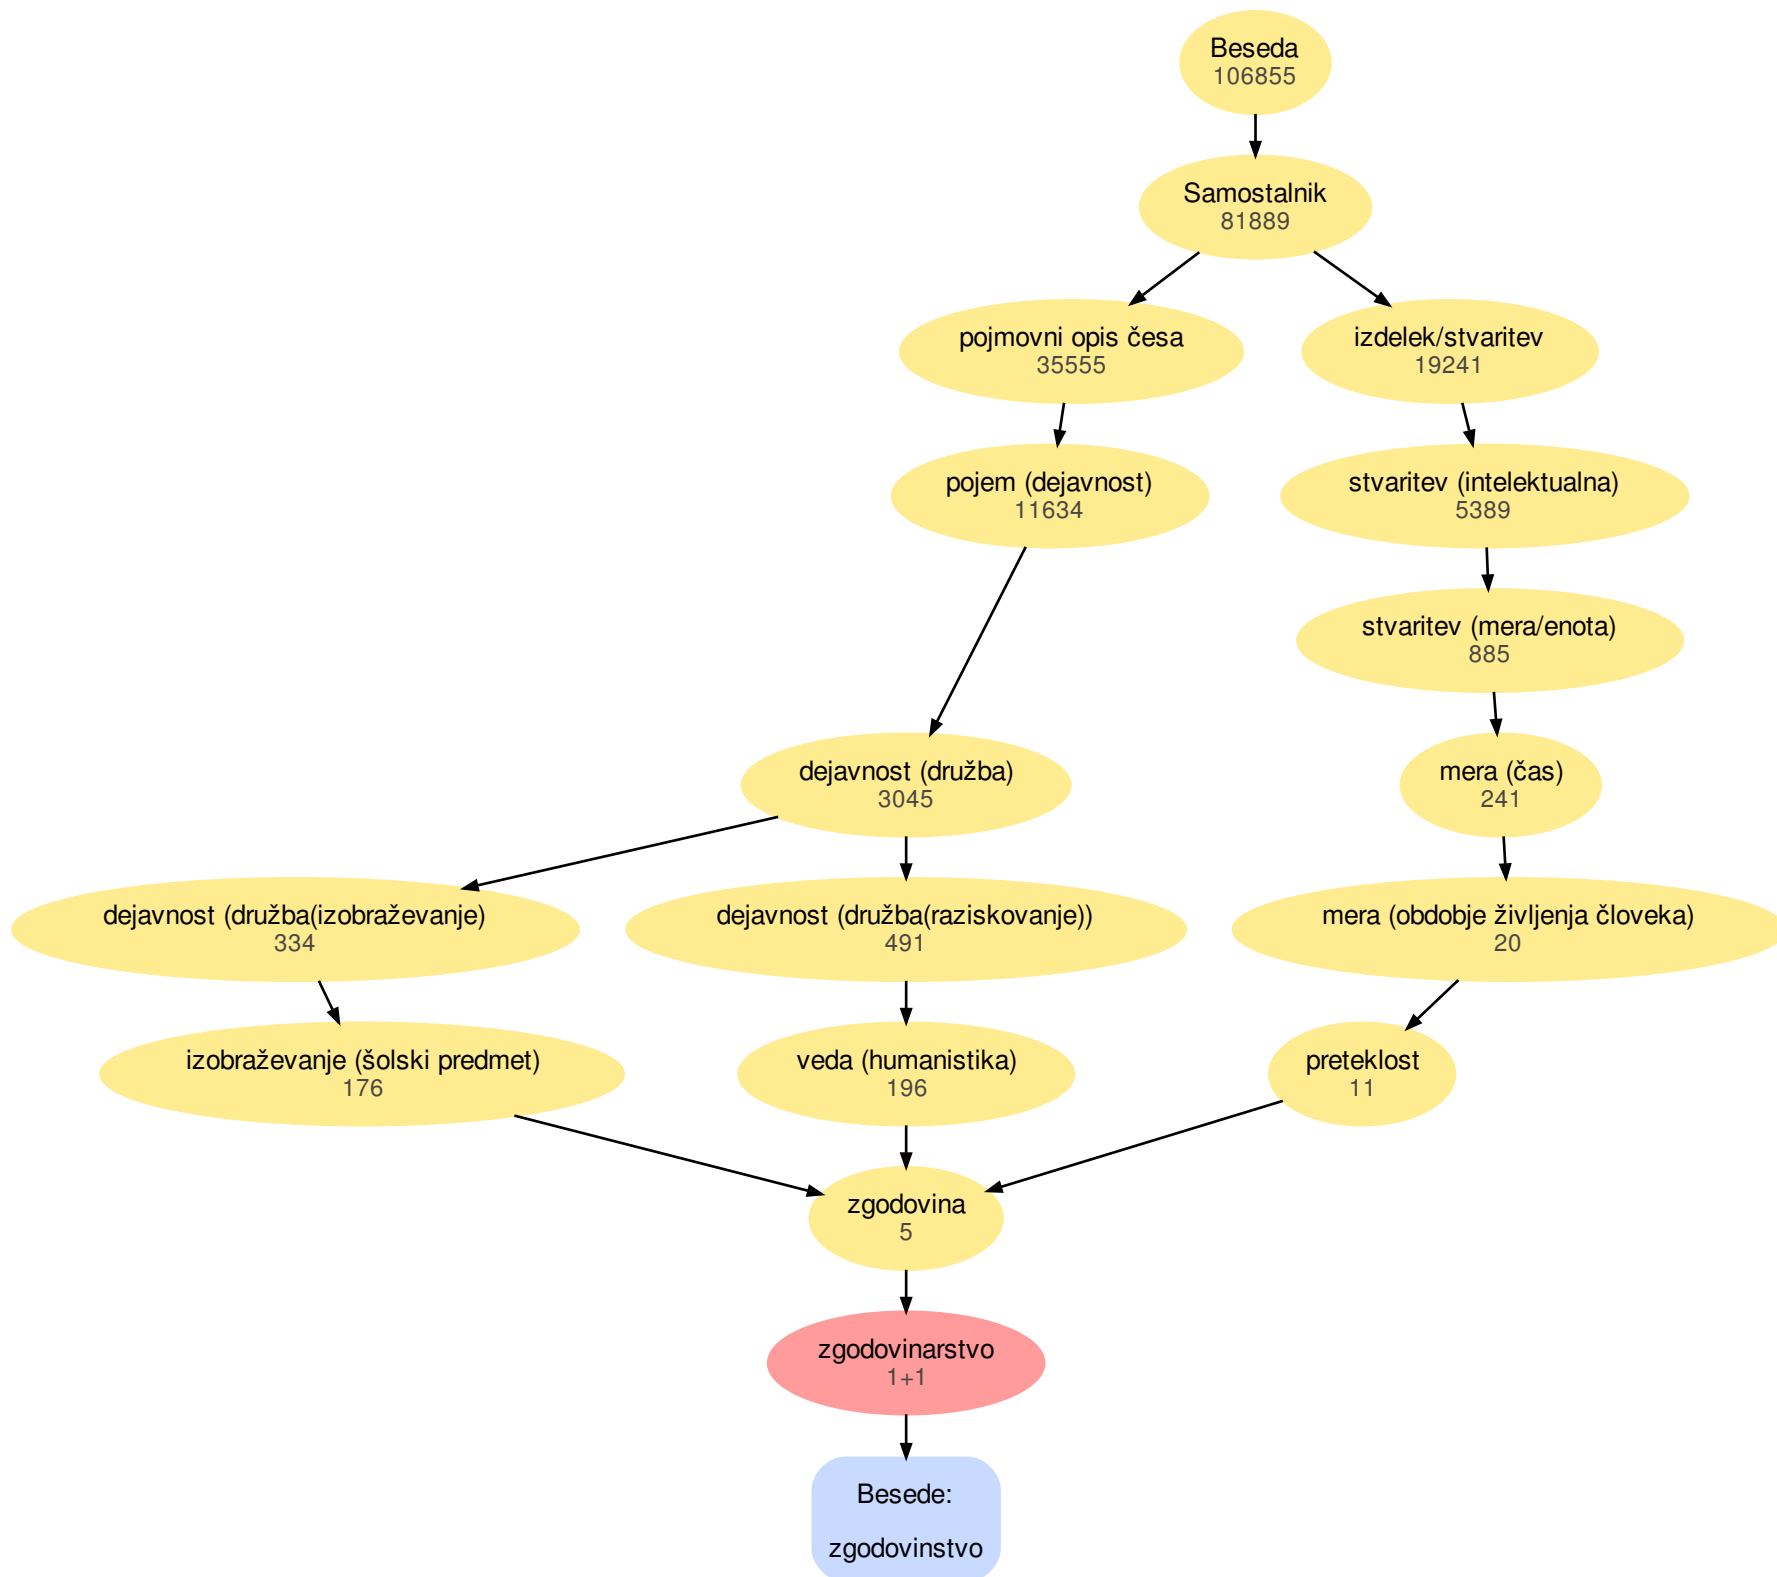 Beseda
106855
Samostalnik
81889
pojmovni opis česa
35555
izdelek/stvaritev
19241
pojem (dejavnost)
11634
stvaritev (intelektualna)
5389
stvaritev (mera/enota)
885
dejavnost (družba)
3045
mera (čas)
241
dejavnost (družba(izobraževanje)
334
dejavnost (družba(raziskovanje))
491
mera (obdobje življenja človeka)
20
izobraževanje (šolski predmet)
176
veda (humanistika)
196
preteklost
11
zgodovina
5
zgodovinarstvo
1+1
Besede:
zgodovinstvo